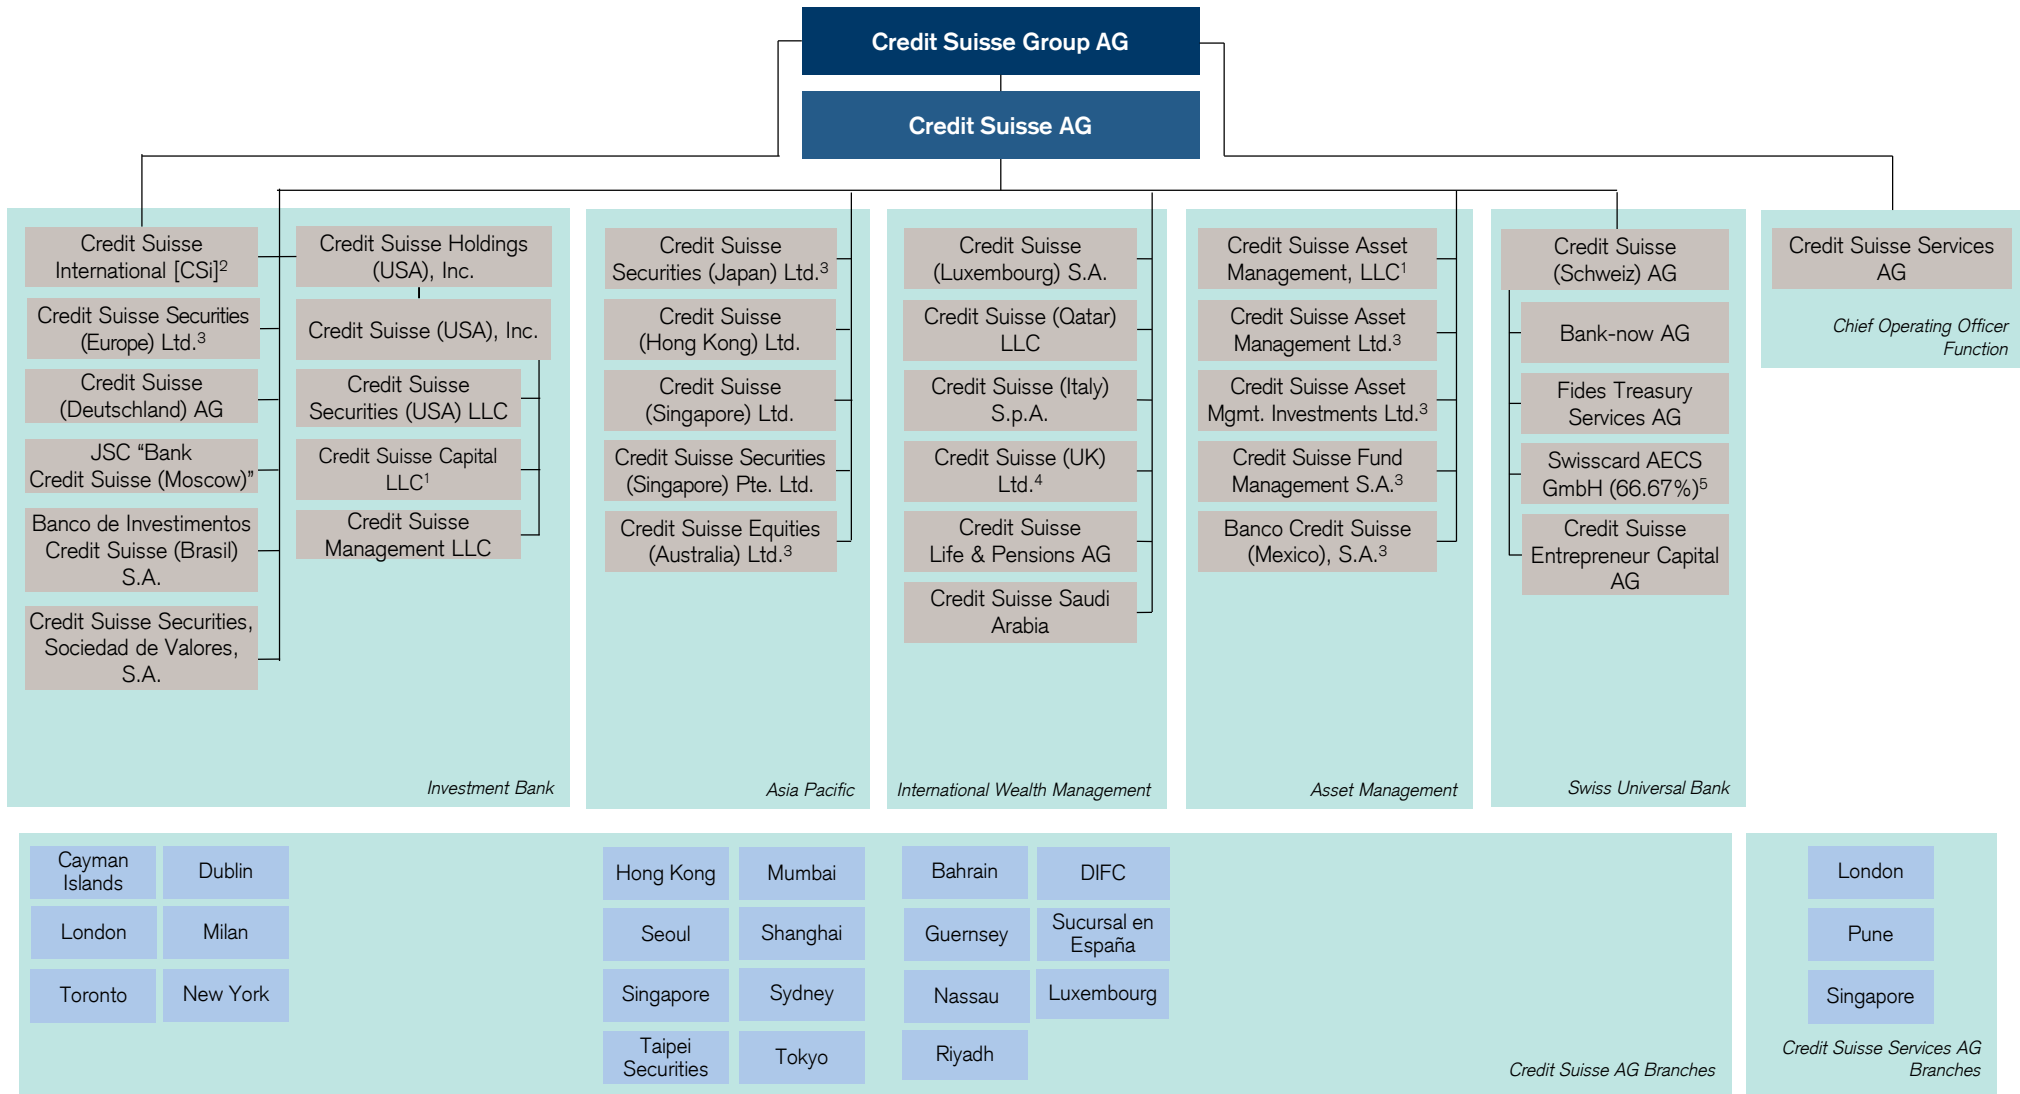 Credit Suisse Group AG
Credit Suisse AG
Credit Suisse
International [CSi]²
Credit Suisse Securities
(Europe) Ltd.³
Credit Suisse
(Deutschland) AG
JSC “Bank
Credit Suisse (Moscow)”
Banco de Investimentos
Credit Suisse (Brasil)
S.A.
Credit Suisse Securities,
Sociedad de Valores,
S.A.
Credit Suisse Holdings
(USA), Inc.
Credit Suisse (USA), Inc.
Credit Suisse
Securities (USA) LLC
Credit Suisse Capital
LLC¹
Credit Suisse
Management LLC
Investment Bank
Credit Suisse
Securities (Japan) Ltd.³
Credit Suisse
(Hong Kong) Ltd.
Credit Suisse
(Singapore) Ltd.
Credit Suisse Securities
(Singapore) Pte. Ltd.
Credit Suisse Equities
(Australia) Ltd.³
Asia Pacific
Credit Suisse
(Luxembourg) S.A.
Credit Suisse (Qatar)
LLC
Credit Suisse (Italy)
S.p.A.
Credit Suisse (UK)
Ltd.⁴
Credit Suisse
Life & Pensions AG
Credit Suisse Saudi
Arabia
International Wealth Management
Credit Suisse Asset
Management, LLC¹
Credit Suisse Asset
Management Ltd.³
Credit Suisse Asset
Mgmt. Investments Ltd.³
Credit Suisse Fund
Management S.A.³
Banco Credit Suisse
(Mexico), S.A.³
Asset Management
Credit Suisse
(Schweiz) AG
Bank-now AG
Fides Treasury
Services AG
Swisscard AECS
GmbH (66.67%)⁵
Credit Suisse
Entrepreneur Capital
AG
Swiss Universal Bank
Credit Suisse Services
AG
Chief Operating Officer
Function
Cayman
Islands
Dublin
London
Milan
Toronto
New York
Hong Kong
Mumbai
Seoul
Shanghai
Singapore
Sydney
Taipei
Securities
Tokyo
Bahrain
DIFC
Guernsey
Sucursal en
España
Nassau
Luxembourg
Riyadh
Credit Suisse AG Branches
London
Pune
Singapore
Credit Suisse Services AG
Branches